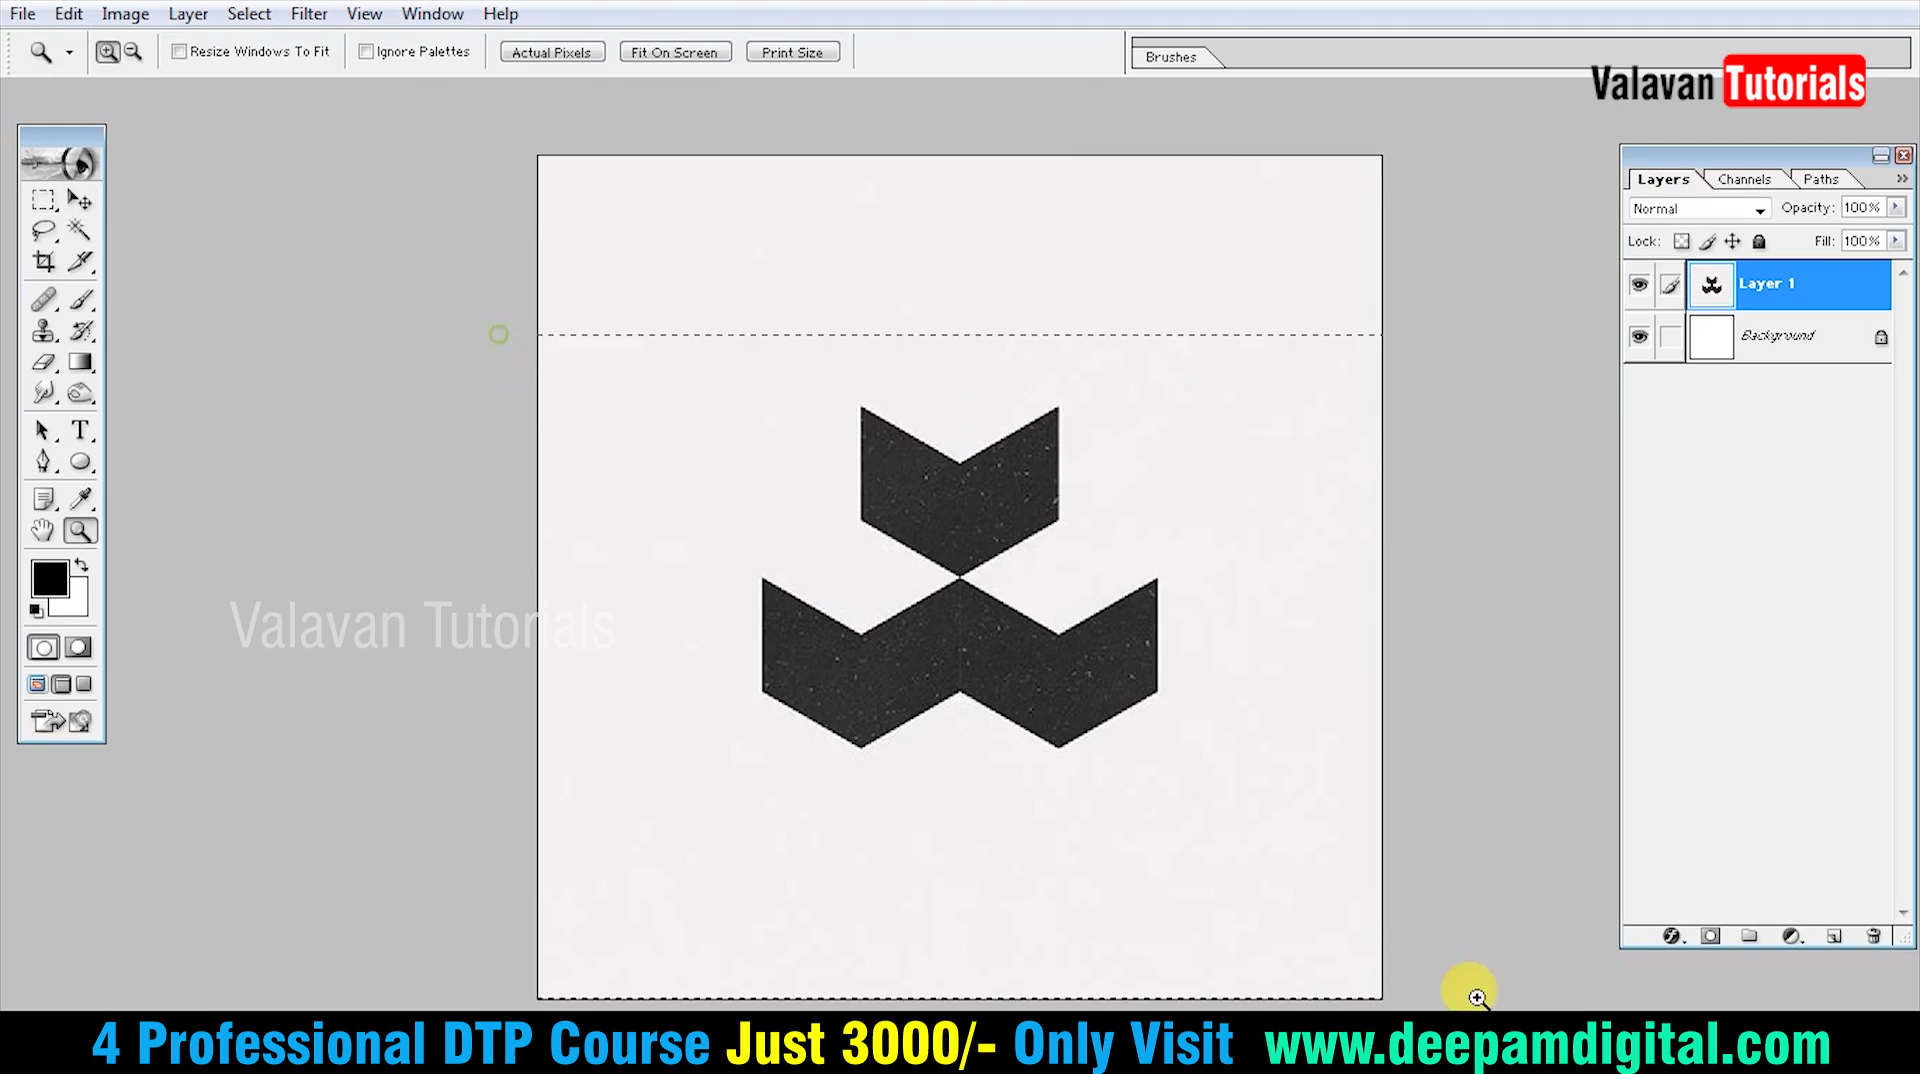 File Edit Image Layer Select Filter View Window Help
Resize Windows To Fit Ignore Palettes Actual Pixels Fit On Screen Print Size Brushes
Valavan Tutorials
Layers Channels Paths
Normal Opacity: 100%
Lock: Fill: 100%
Layer 1
Background
Valavan Tutorials
4 Professional DTP Course Just 3000/- Only Visit www.deepamdigital.com